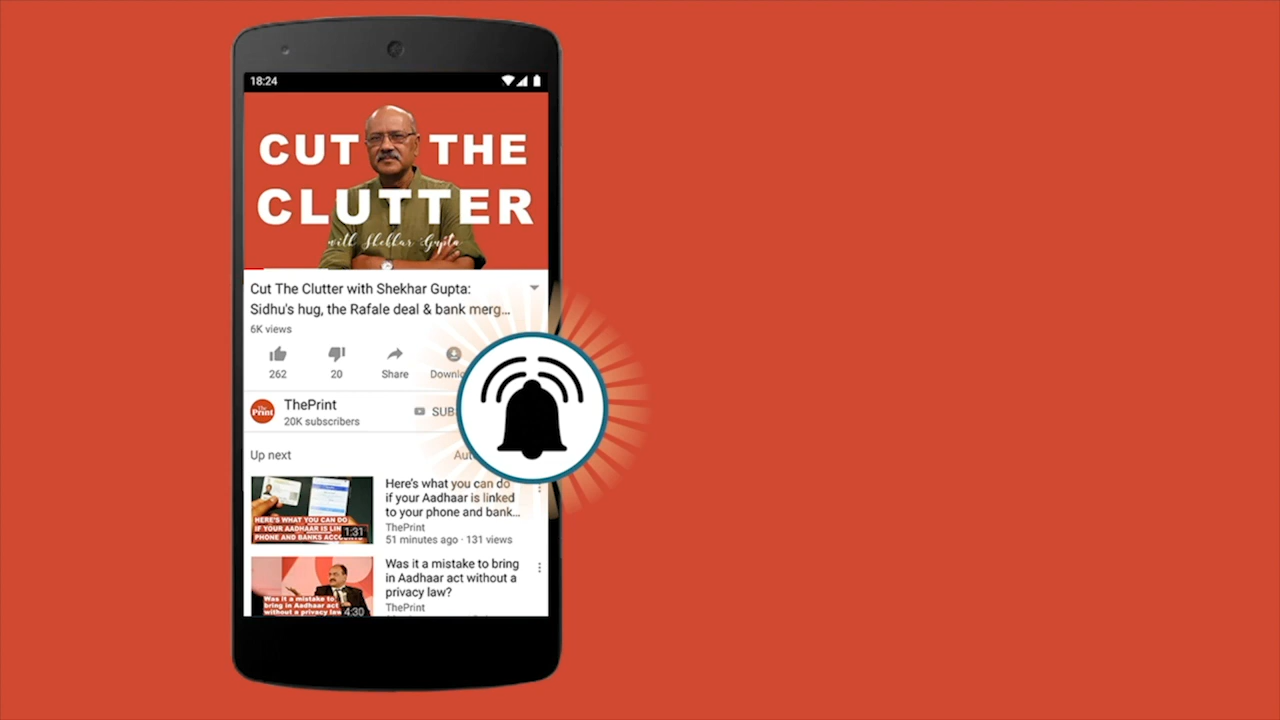 18:24
CUT THE
CLUTTER
with Shekhar Gupta
Cut The Clutter with Shekhar Gupta:
Sidhu's hug, the Rafale deal & bank merg...
6K views
262
20
Share
Downlo
The
Print
ThePrint
SUB
20K subscribers
Up next
Aut
Here's what you can do
if your Aadhaar is linked
to your phone and bank...
ThePrint
51 minutes ago · 131 views
HERE'S WHAT YOU CAN DO
IF YOUR AADHAAR IS LIN
PHONE AND BANKS ACCOUNTS
1:31
Was it a mistake to bring
in Aadhaar act without a
privacy law?
ThePrint
Was it a mistake to
bring in Aadhar act
without a privacy law
4:30